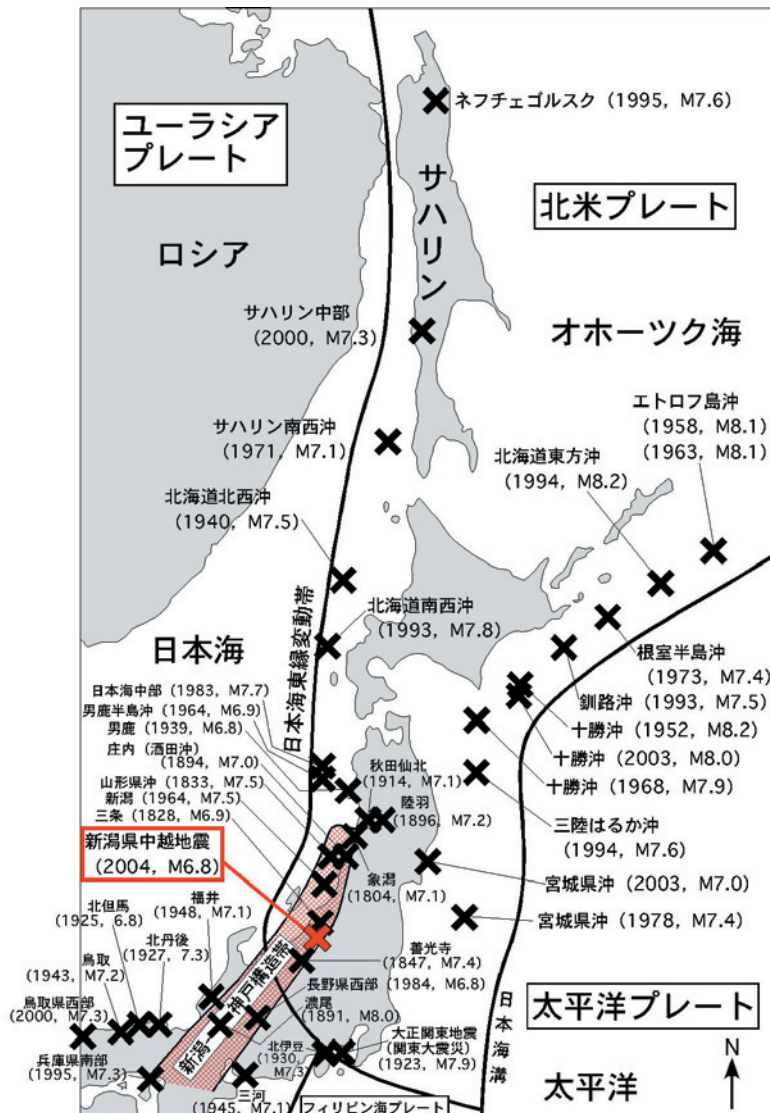 ネフチェゴルスク（1995, M7.6）
ユーラシア
プレート
サハリン
北米プレート
ロシア
サハリン中部
（2000, M7.3）
オホーツク海
エトロフ島沖
（1958, M8.1）
（1963, M8.1）
サハリン南西沖
（1971, M7.1）
北海道東方沖
（1994, M8.2）
北海道北西沖
（1940, M7.5）
北海道南西沖
（1993, M7.8）
日本海
日本海東縁変動帯
根室半島沖
（1973, M7.4）
釧路沖
（1993, M7.5）
十勝沖
（1952, M8.2）
十勝沖
（2003, M8.0）
十勝沖
（1968, M7.9）
日本海中部（1983, M7.7）
男鹿半島沖（1964, M6.9）
男鹿（1939, M6.8）
庄内（酒田沖）
（1894, M7.0）
山形県沖（1833, M7.5）
新潟（1964, M7.5）
三条（1828, M6.9）
秋田仙北
（1914, M7.1）
陸羽
（1896, M7.2）
三陸はるか沖
（1994, M7.6）
新潟県中越地震
（2004, M6.8）
象潟
（1804, M7.1）
宮城県沖（2003, M7.0）
宮城県沖（1978, M7.4）
北但馬
（1925, 6.8）
福井
（1948, M7.1）
北丹後
（1927, 7.3）
鳥取
（1943, M7.2）
鳥取県西部
（2000, M7.3）
善光寺
（1847, M7.4）
長野県西部
（1984, M6.8）
濃尾
（1891, M8.0）
新潟－神戸構造帯
兵庫県南部
（1995, M7.3）
北伊豆
（1930,
M7.3）
大正関東地震
（関東大震災）
（1923, M7.9）
三河
（1945, M7.1）
フィリピン海プレート
日本海溝
太平洋プレート
太平洋
N